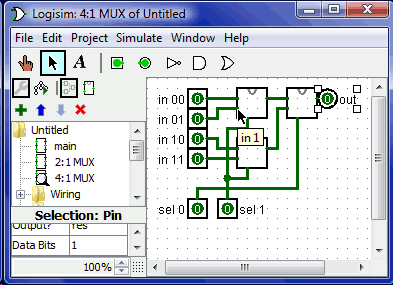 Logisim: 4:1 MUX of Untitled
File Edit Project Simulate Window Help
A
Untitled
main
2:1 MUX
4:1 MUX
Wiring
Selection: Pin
Output? Yes
Data Bits 1
100%
in 00 0
in 01 0
in 10 0
in 11 0
in 1
0 out
sel 0 0
0 sel 1